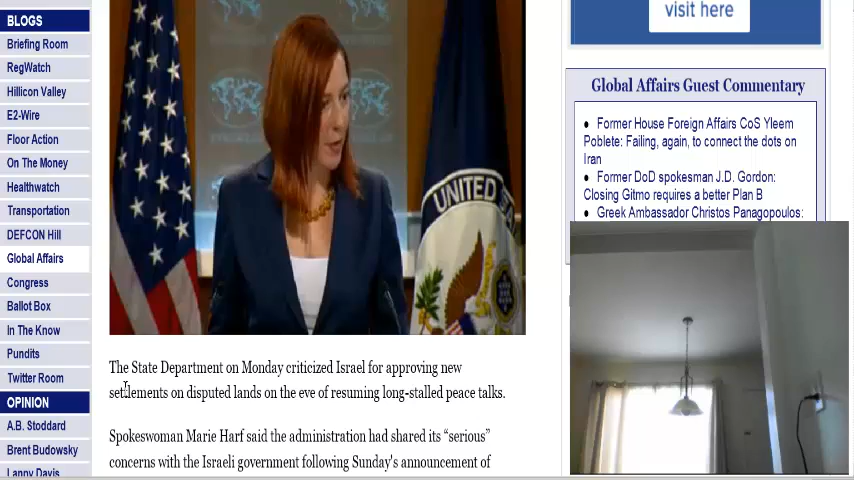 BLOGS
Briefing Room
RegWatch
Hillicon Valley
E2-Wire
Floor Action
On The Money
Healthwatch
Transportation
DEFCON Hill
Global Affairs
Congress
Ballot Box
In The Know
Pundits
Twitter Room
OPINION
A.B. Stoddard
Brent Budowsky
Lanny Davis
UNITED STA
The State Department on Monday criticized Israel for approving new
settlements on disputed lands on the eve of resuming long-stalled peace talks.
Spokeswoman Marie Harf said the administration had shared its “serious”
concerns with the Israeli government following Sunday's announcement of
visit here
Global Affairs Guest Commentary
Former House Foreign Affairs CoS Yleem
Poblete: Failing, again, to connect the dots on
Iran
Former DoD spokesman J.D. Gordon:
Closing Gitmo requires a better Plan B
Greek Ambassador Christos Panagopoulos: